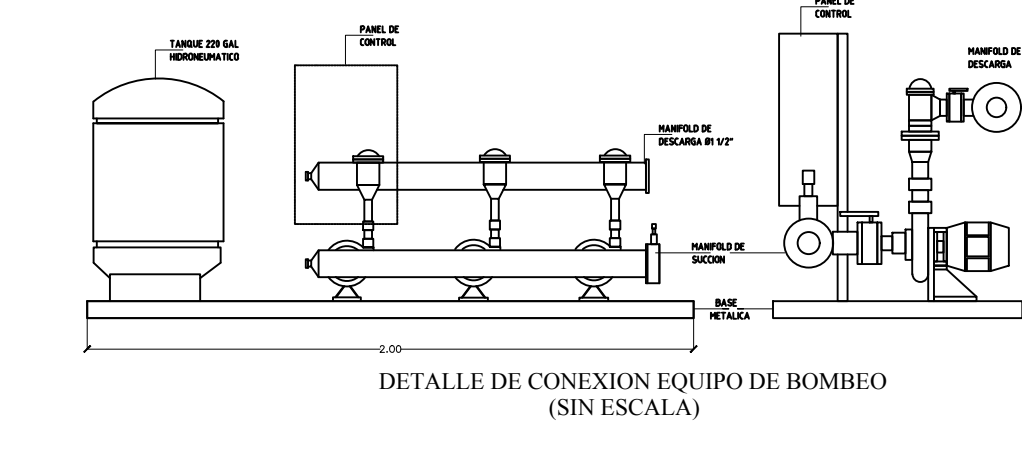 PANEL DE
CONTROL
TANQUE 220 GAL
HIDRONEUMATICO
PANEL DE
CONTROL
MANIFOLD DE
DESCARGA
MANIFOLD DE
DESCARGA Ø1 1/2"
MANIFOLD DE
SUCCION
BASE
METALICA
2.00
DETALLE DE CONEXION EQUIPO DE BOMBEO
(SIN ESCALA)